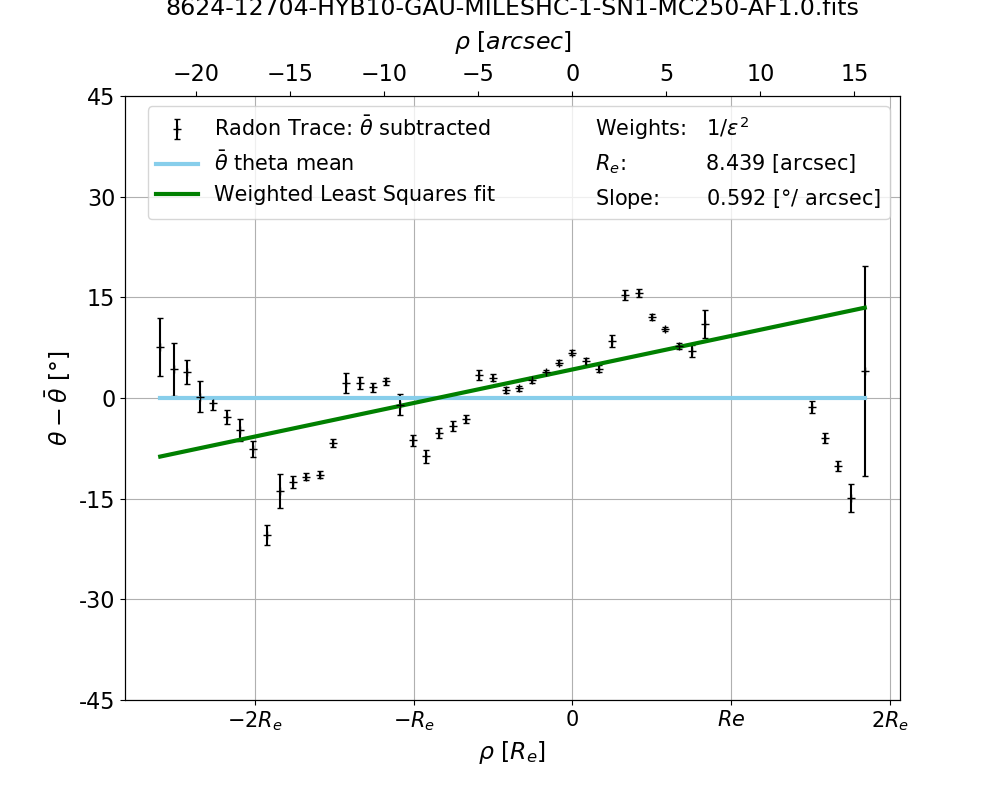 8624-12704-HYB10-GAU-MILESHC-1-SN1-MC250-AF1.0.fits
ρ [arcsec]
−20 −15 −10 −5 0 5 10 15
45
30
15
0
-15
-30
-45
θ − θ̄ [°]
Radon Trace: θ̄ subtracted
θ̄ theta mean
Weighted Least Squares fit
Weights: 1/ε²
Rₑ: 8.439 [arcsec]
Slope: 0.592 [°/ arcsec]
−2Rₑ −Rₑ 0 Re 2Rₑ
ρ [Rₑ]